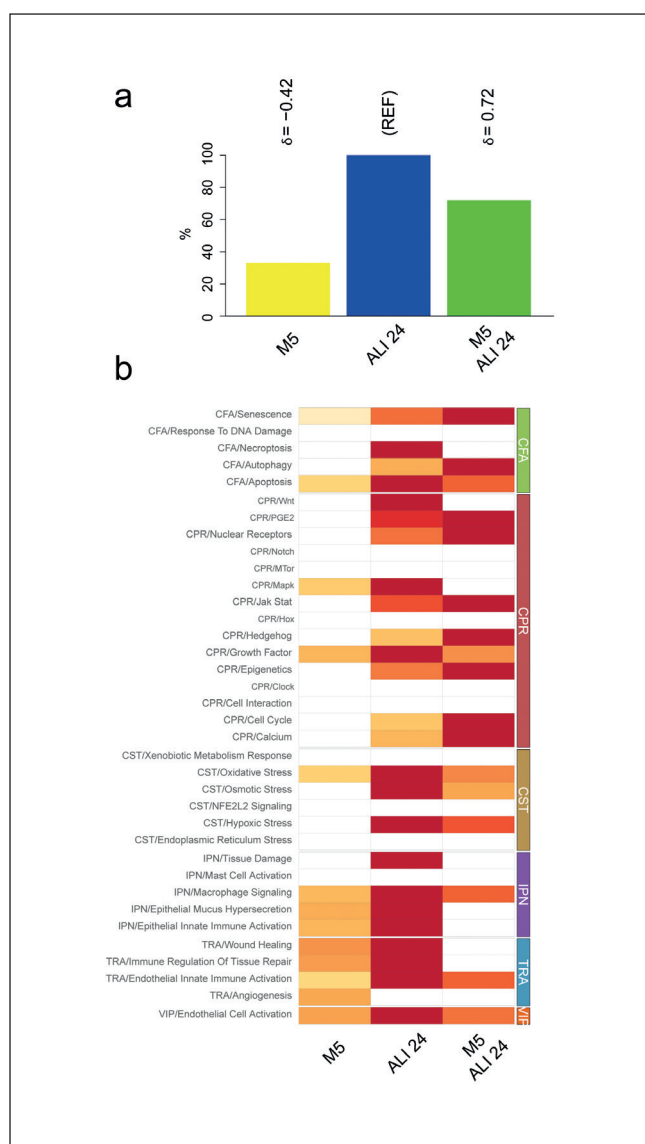 a
δ= −0.42
(REF)
δ= 0.72
%
100
80
60
40
20
0
M5
ALI 24
M5
ALI 24
b
CFA/Senescence
CFA/Response To DNA Damage
CFA/Necroptosis
CFA/Autophagy
CFA/Apoptosis
CFA
CPR/Wnt
CPR/PGE2
CPR/Nuclear Receptors
CPR/Notch
CPR/MTor
CPR/Mapk
CPR/Jak Stat
CPR/Hox
CPR/Hedgehog
CPR/Growth Factor
CPR/Epigenetics
CPR/Clock
CPR/Cell Interaction
CPR/Cell Cycle
CPR/Calcium
CPR
CST/Xenobiotic Metabolism Response
CST/Oxidative Stress
CST/Osmotic Stress
CST/NFE2L2 Signaling
CST/Hypoxic Stress
CST/Endoplasmic Reticulum Stress
CST
IPN/Tissue Damage
IPN/Mast Cell Activation
IPN/Macrophage Signaling
IPN/Epithelial Mucus Hypersecretion
IPN/Epithelial Innate Immune Activation
IPN
TRA/Wound Healing
TRA/Immune Regulation Of Tissue Repair
TRA/Endothelial Innate Immune Activation
TRA/Angiogenesis
TRA
VIP/Endothelial Cell Activation
VIP
M5
ALI 24
M5
ALI 24